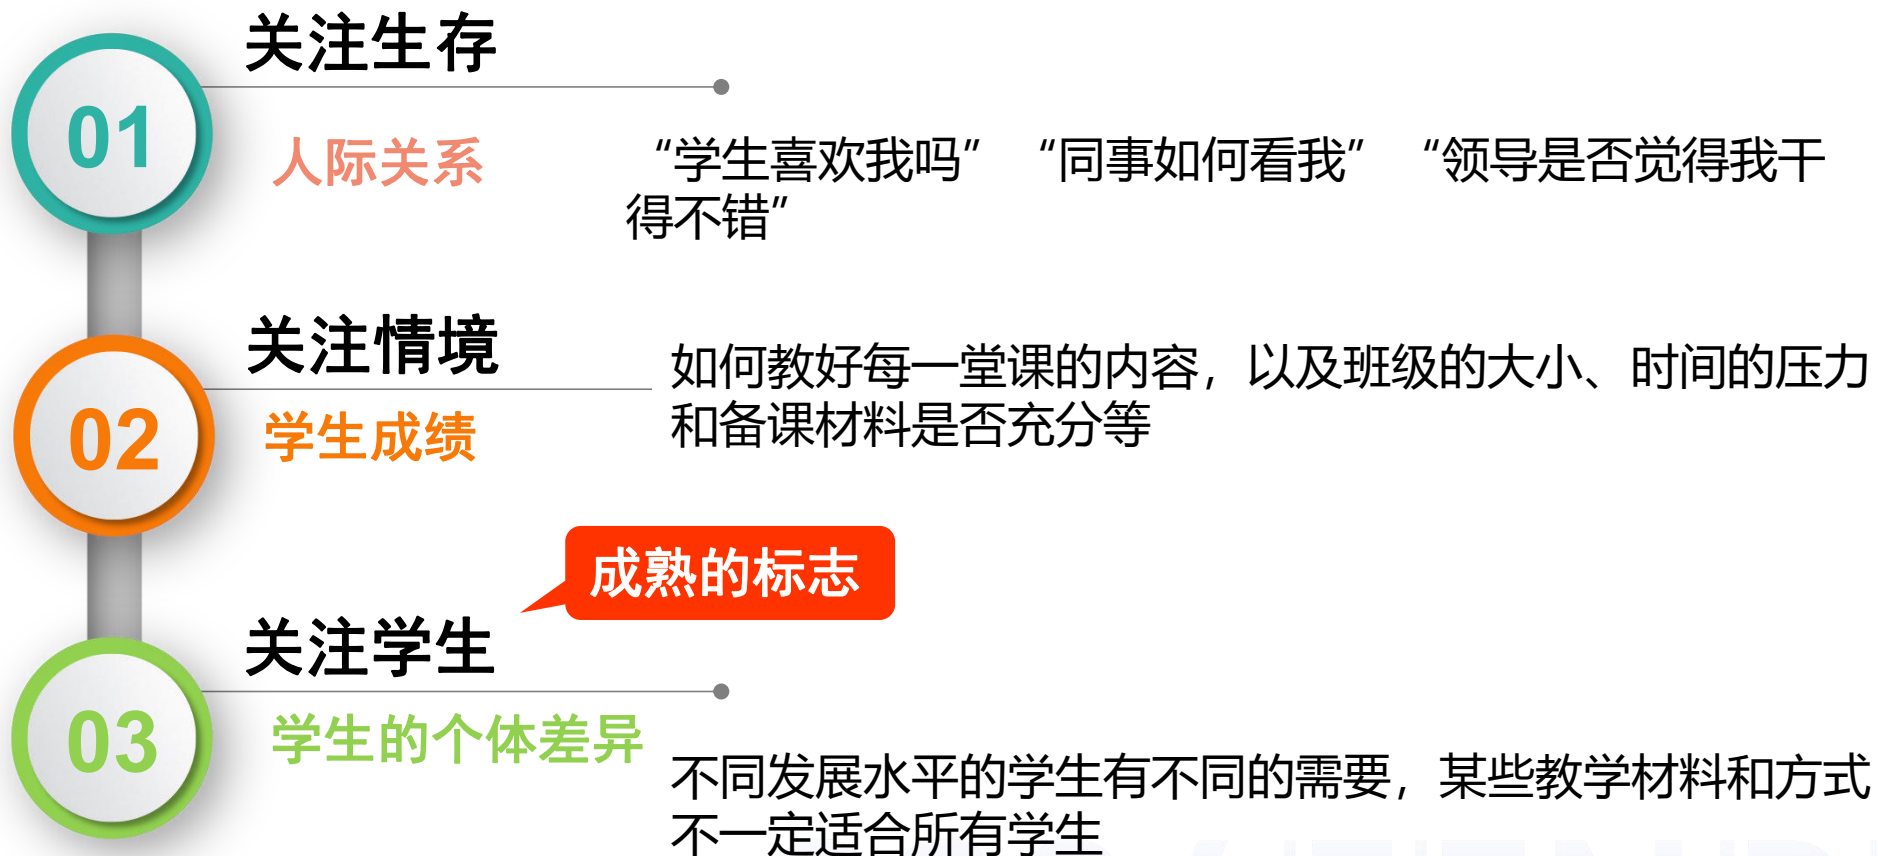 关注生存
01
人际关系
“学生喜欢我吗” “同事如何看我” “领导是否觉得我干
得不错”
关注情境
02
学生成绩
如何教好每一堂课的内容，以及班级的大小、时间的压力
和备课材料是否充分等
成熟的标志
关注学生
03
学生的个体差异
不同发展水平的学生有不同的需要，某些教学材料和方式
不一定适合所有学生